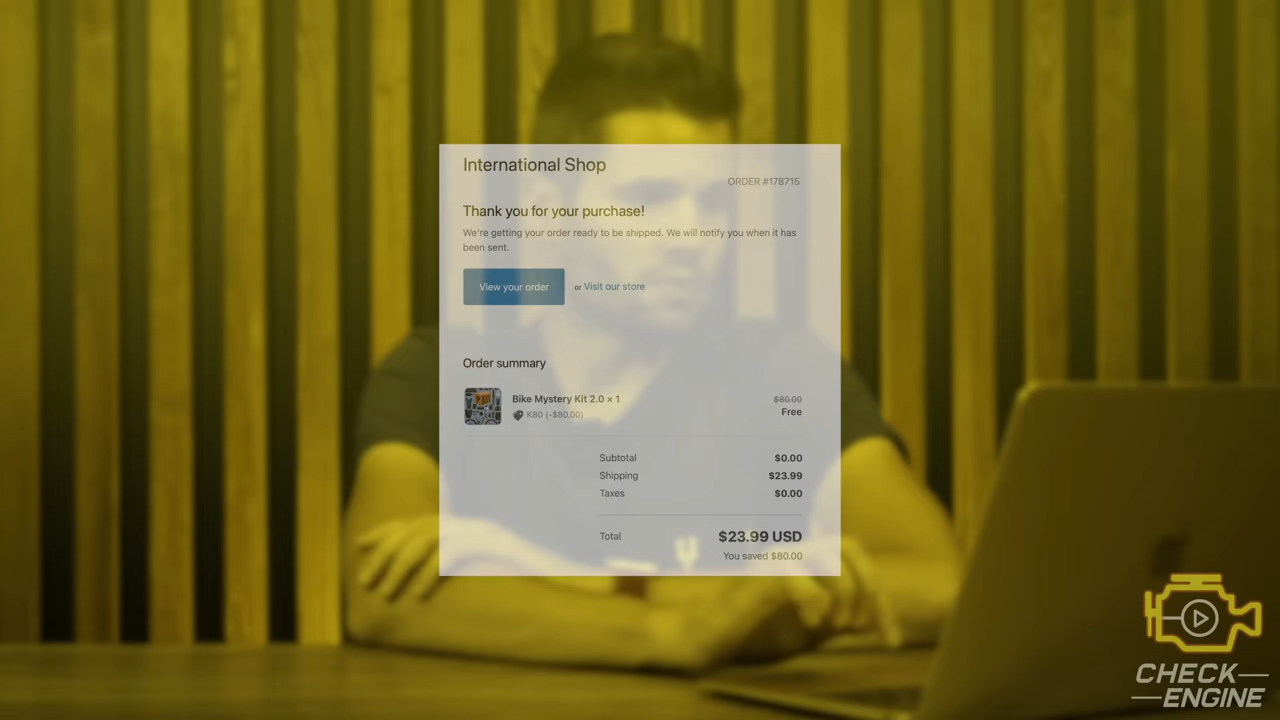 International Shop
ORDER #178715
Thank you for your purchase!
We're getting your order ready to be shipped. We will notify you when it has
been sent.
View your order or Visit our store
Order summary
Bike Mystery Kit 2.0 × 1 $80.00
K80 (-$80.00) Free
Subtotal $0.00
Shipping $23.99
Taxes $0.00
Total $23.99 USD
You saved $80.00
CHECK
ENGINE